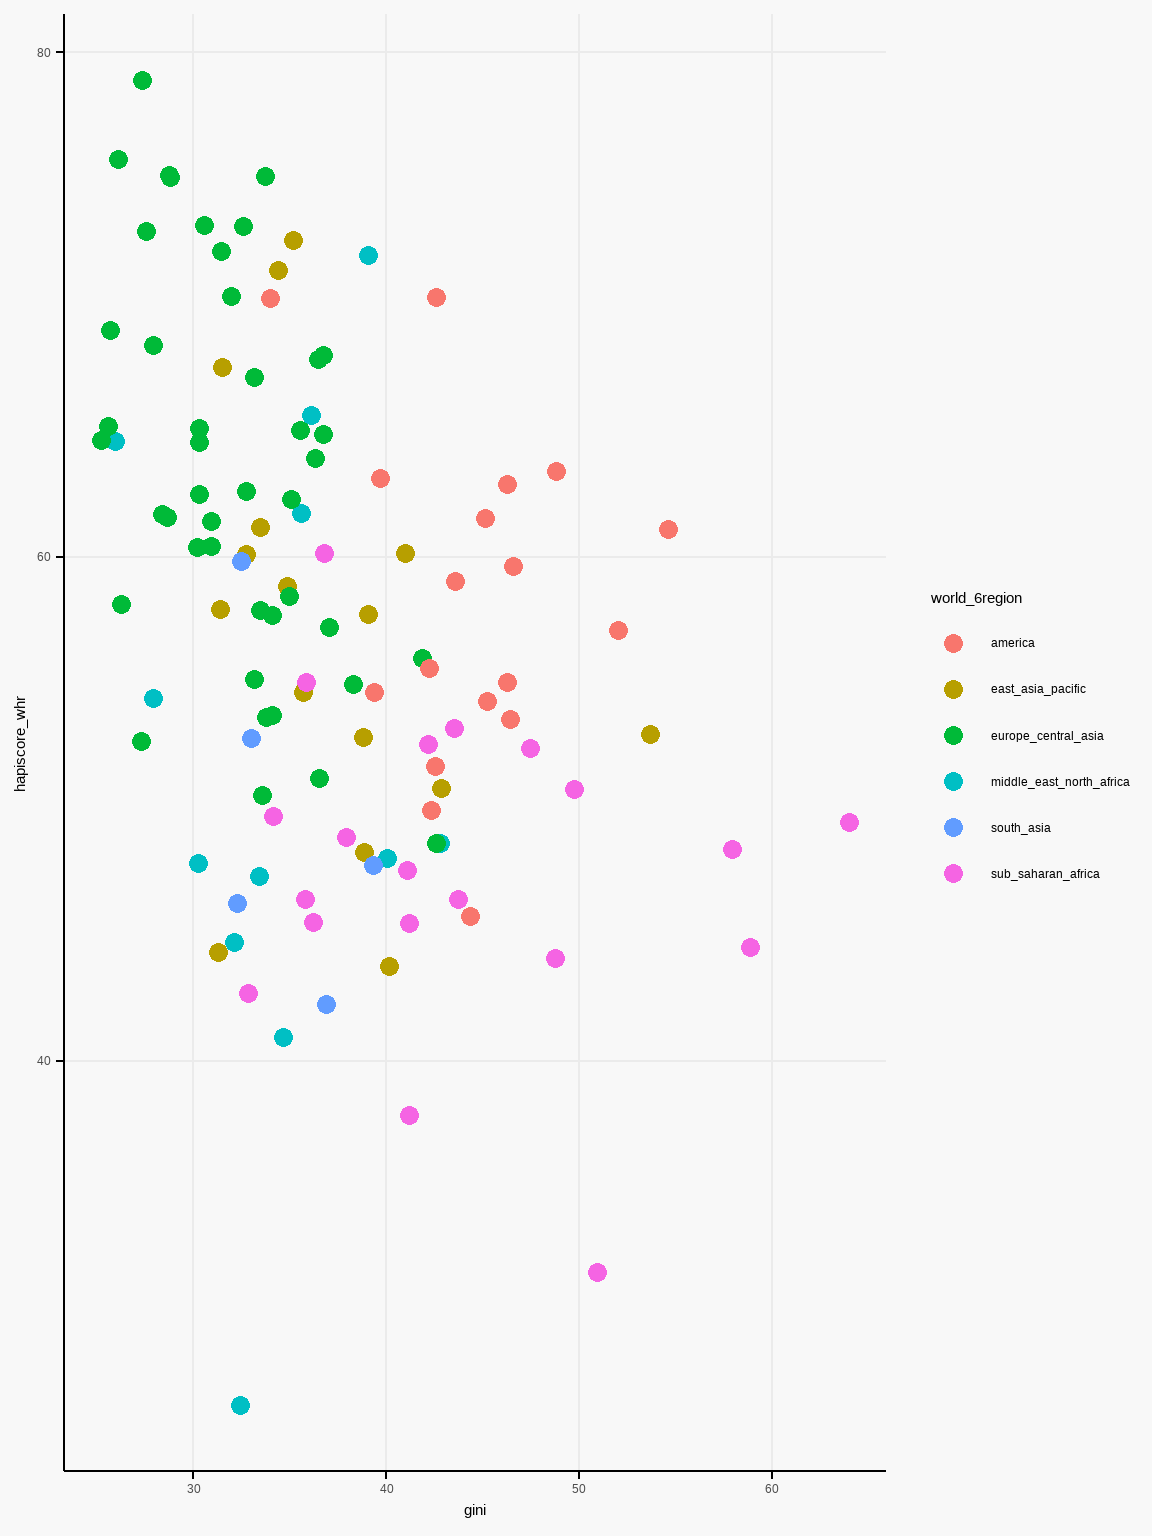 80
60
40
hapiscore_whr
30
40
50
60
gini
world_6region
america
east_asia_pacific
europe_central_asia
middle_east_north_africa
south_asia
sub_saharan_africa